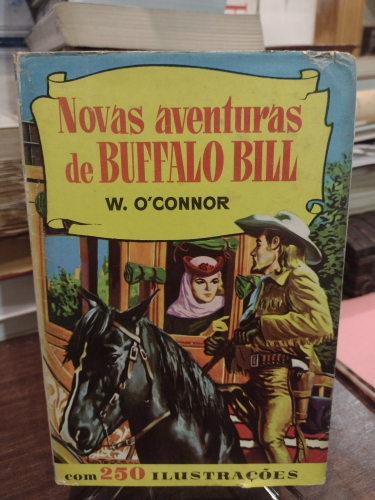 Novas aventuras
de BUFFALO BILL
W. O'CONNOR
com 250 ILUSTRAÇÕES